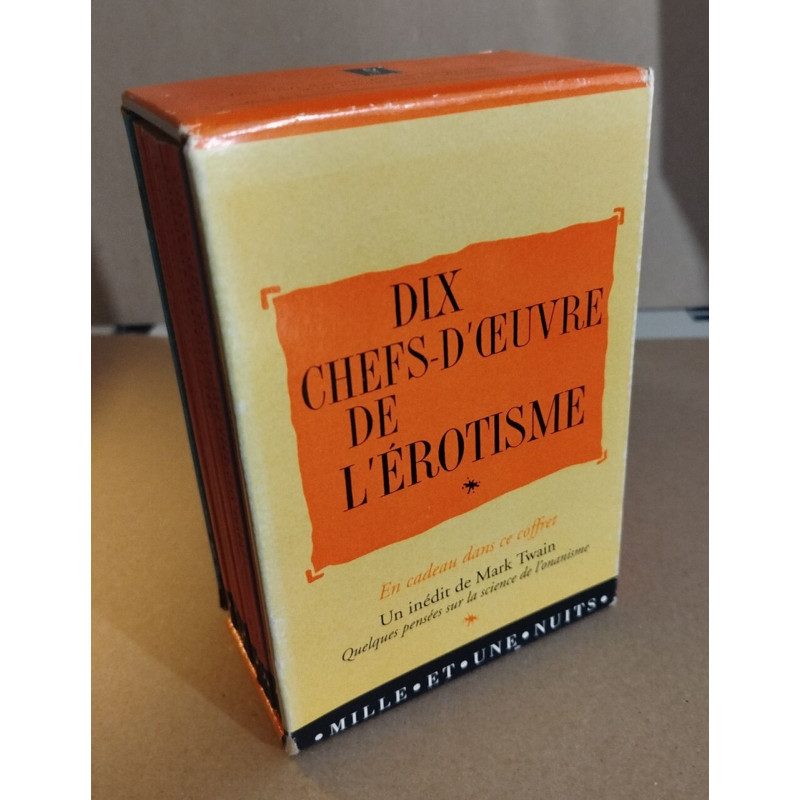 DIX
CHEFS-D'ŒUVRE
DE
L'ÉROTISME
En cadeau dans ce coffret
Un inédit de Mark Twain
Quelques pensées sur la science de l'onanisme
•MILLE•ET•UNE•NUITS•